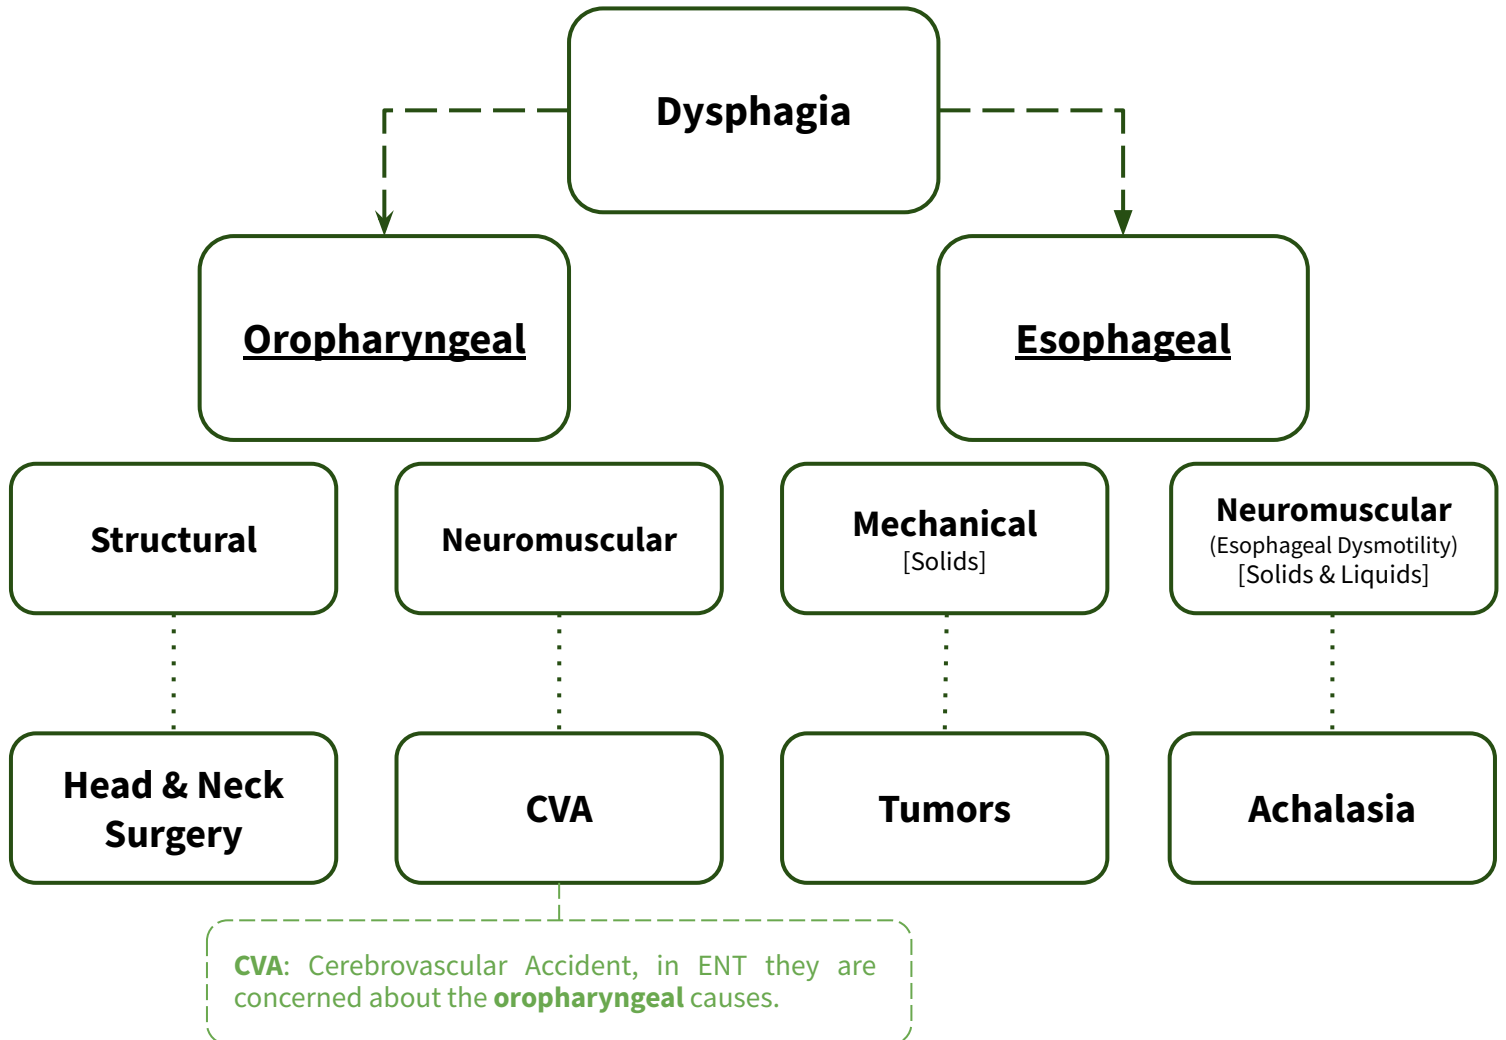 Dysphagia
Oropharyngeal
Esophageal
Structural
Neuromuscular
Mechanical
[Solids]
Neuromuscular
(Esophageal Dysmotility)
[Solids & Liquids]
Head & Neck
Surgery
CVA
Tumors
Achalasia
CVA: Cerebrovascular Accident, in ENT they are
concerned about the oropharyngeal causes.